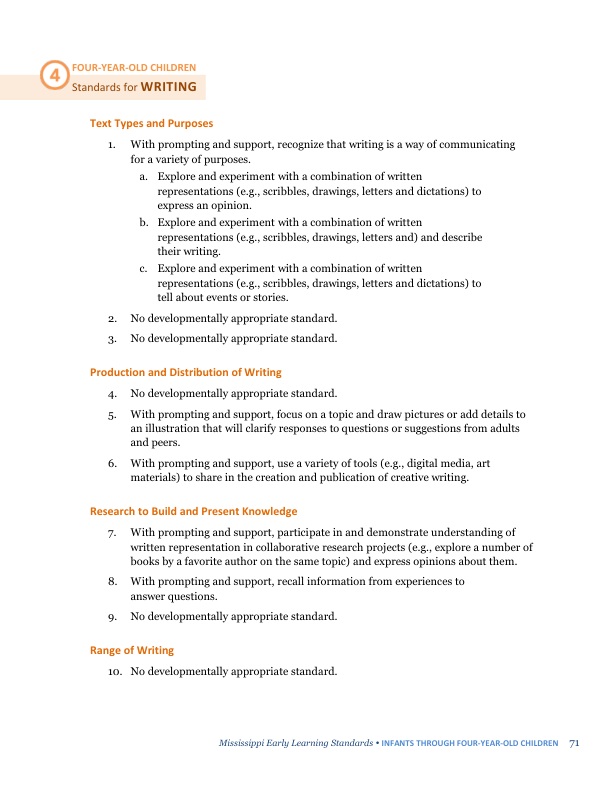 4
FOUR-YEAR-OLD CHILDREN
Standards for WRITING
Text Types and Purposes
1. With prompting and support, recognize that writing is a way of communicating
for a variety of purposes.
a. Explore and experiment with a combination of written
representations (e.g., scribbles, drawings, letters and dictations) to
express an opinion.
b. Explore and experiment with a combination of written
representations (e.g., scribbles, drawings, letters and) and describe
their writing.
c. Explore and experiment with a combination of written
representations (e.g., scribbles, drawings, letters and dictations) to
tell about events or stories.
2. No developmentally appropriate standard.
3. No developmentally appropriate standard.
Production and Distribution of Writing
4. No developmentally appropriate standard.
5. With prompting and support, focus on a topic and draw pictures or add details to
an illustration that will clarify responses to questions or suggestions from adults
and peers.
6. With prompting and support, use a variety of tools (e.g., digital media, art
materials) to share in the creation and publication of creative writing.
Research to Build and Present Knowledge
7. With prompting and support, participate in and demonstrate understanding of
written representation in collaborative research projects (e.g., explore a number of
books by a favorite author on the same topic) and express opinions about them.
8. With prompting and support, recall information from experiences to
answer questions.
9. No developmentally appropriate standard.
Range of Writing
10. No developmentally appropriate standard.
Mississippi Early Learning Standards • INFANTS THROUGH FOUR-YEAR-OLD CHILDREN 71